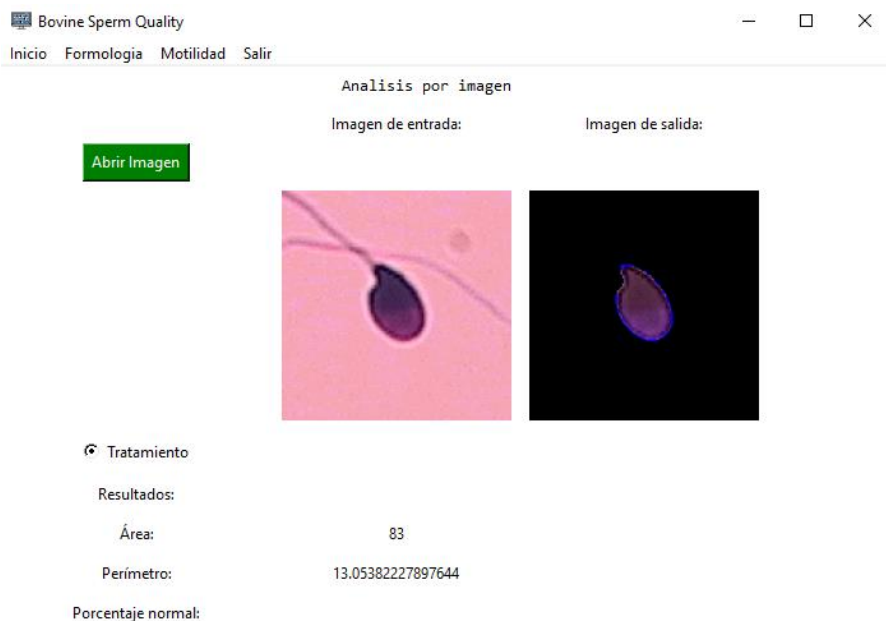 Bovine Sperm Quality
Inicio Formologia Motilidad Salir
Analisis por imagen
Imagen de entrada: Imagen de salida:
Abrir Imagen
Tratamiento
Resultados:
Área: 83
Perímetro: 13.05382227897644
Porcentaje normal: